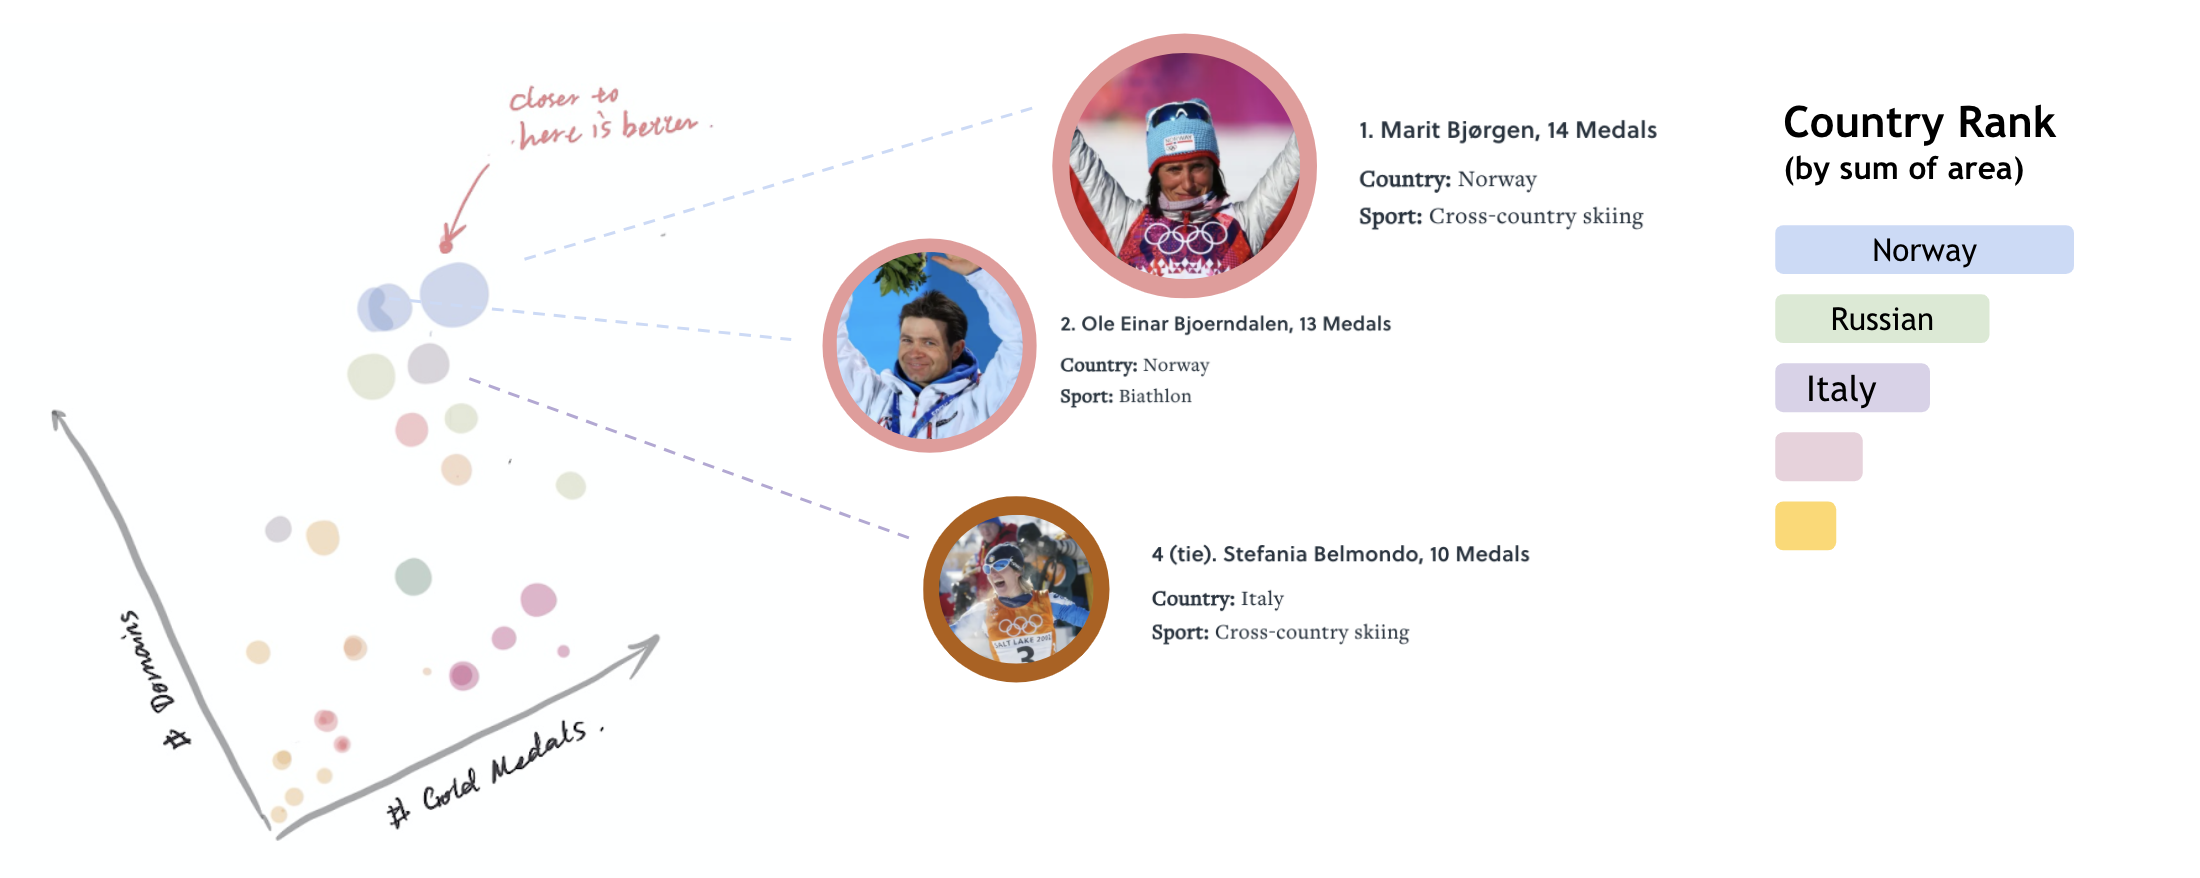 closer to
here is better.
# Domains
# Gold Medals.
1. Marit Bjørgen, 14 Medals
Country: Norway
Sport: Cross-country skiing
2. Ole Einar Bjoerndalen, 13 Medals
Country: Norway
Sport: Biathlon
SALT LAKE 2002
3
4 (tie). Stefania Belmondo, 10 Medals
Country: Italy
Sport: Cross-country skiing
Country Rank
(by sum of area)
Norway
Russian
Italy